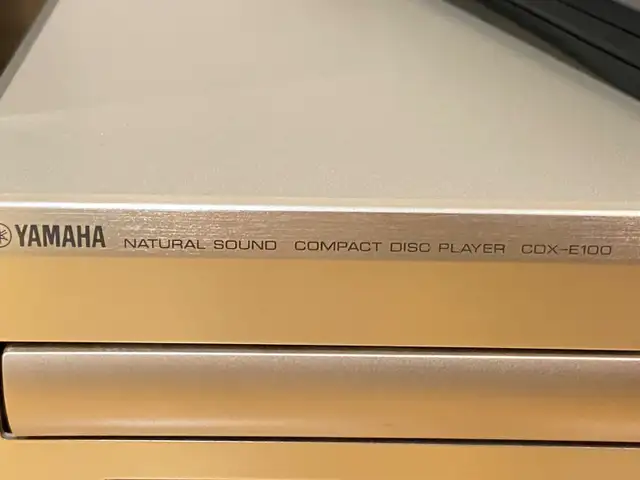 YAMAHA NATURAL SOUND COMPACT DISC PLAYER CDX-E100